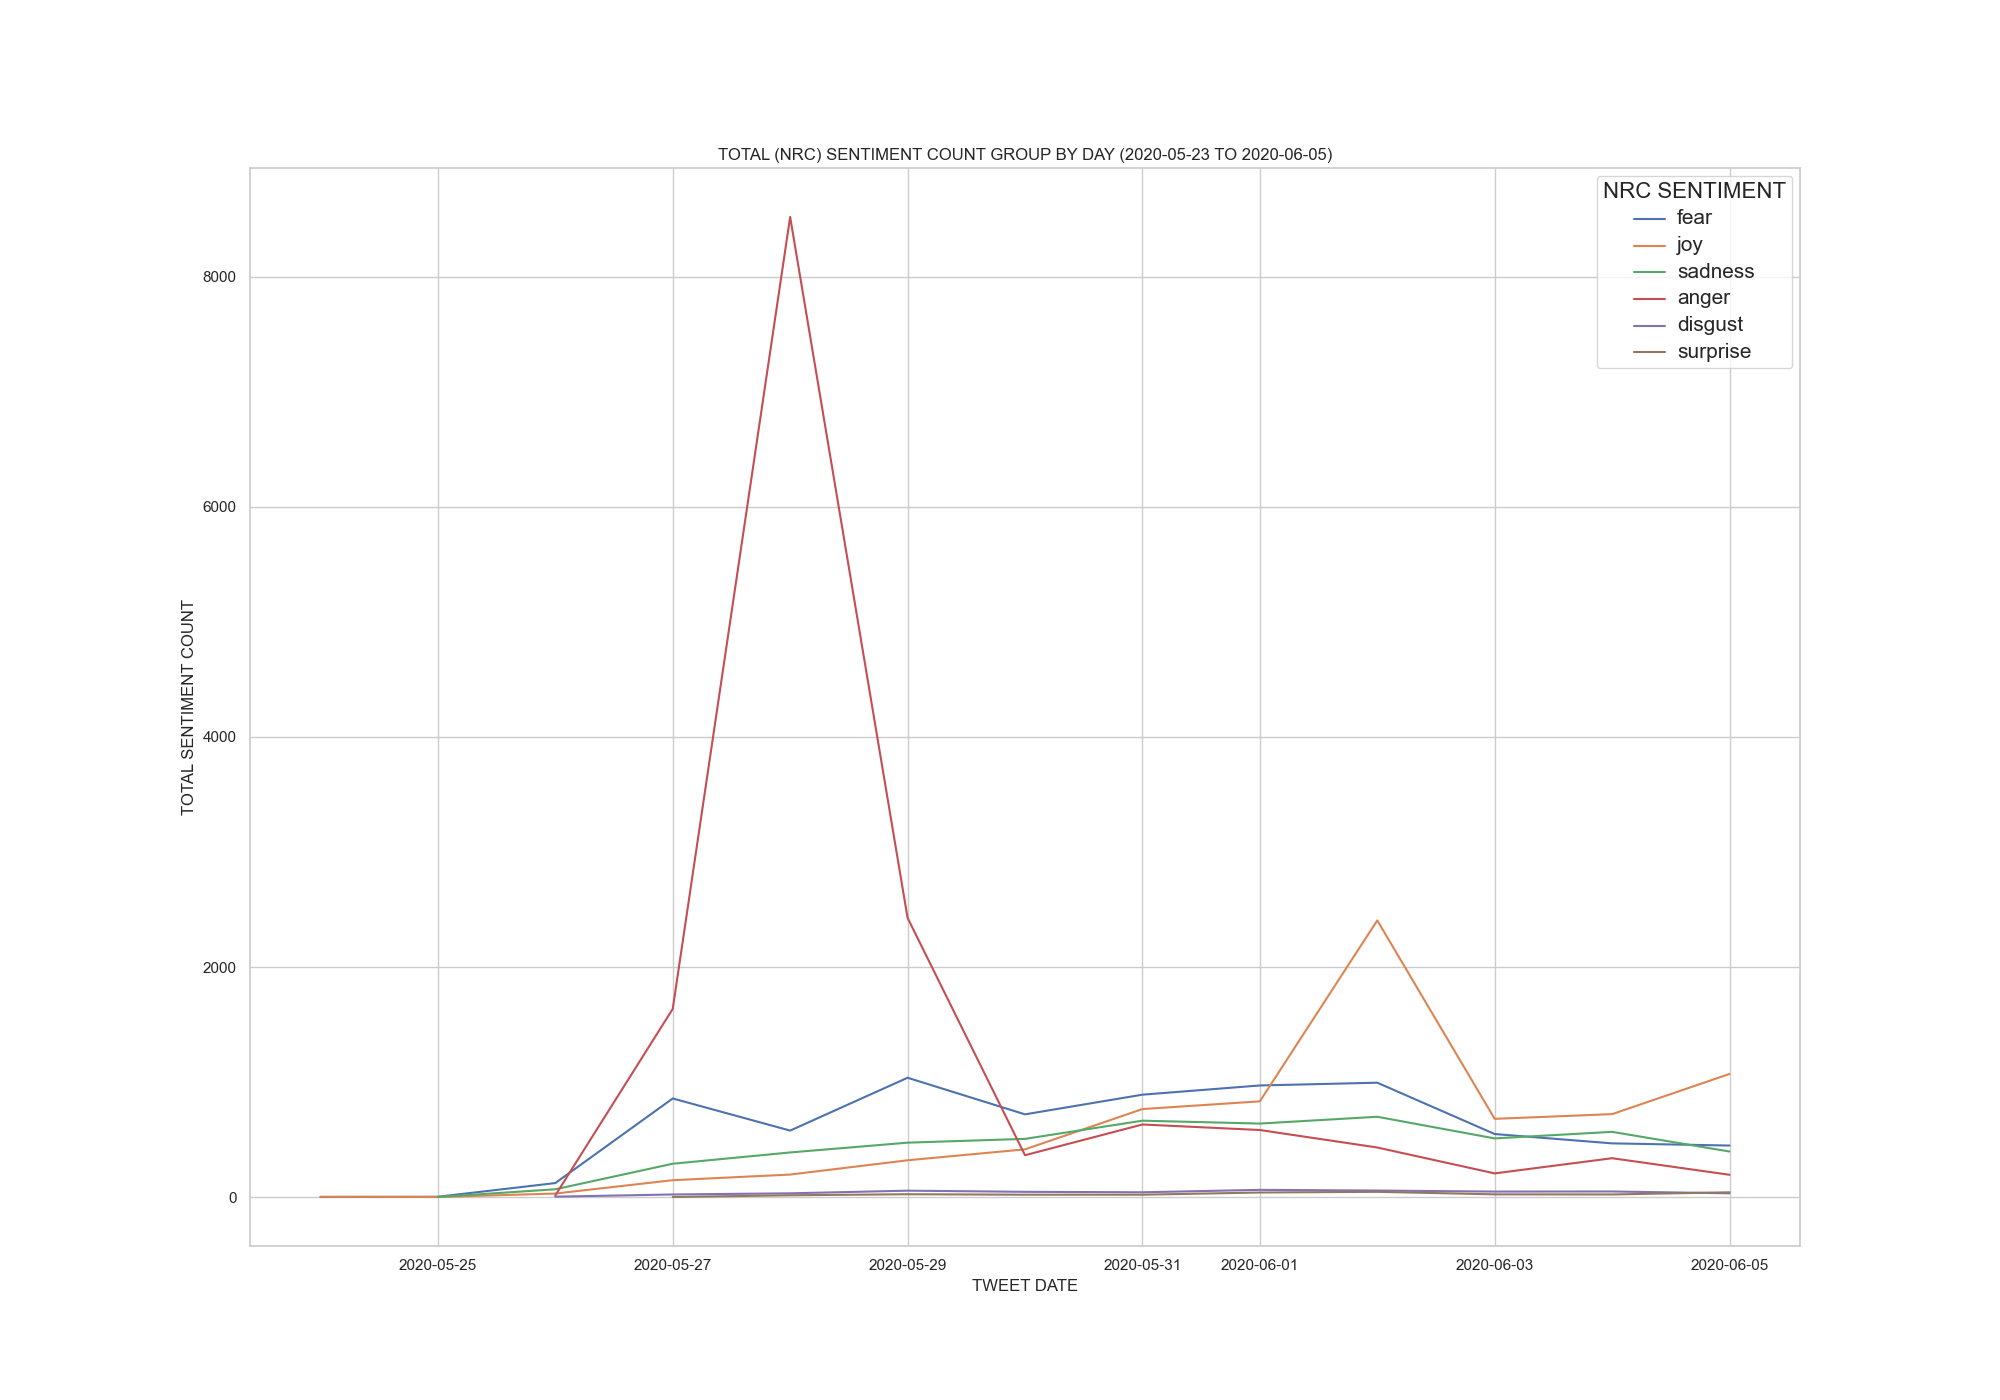 TOTAL (NRC) SENTIMENT COUNT GROUP BY DAY (2020-05-23 TO 2020-06-05)
NRC SENTIMENT
fear
joy
sadness
anger
disgust
surprise
8000
6000
4000
2000
0
TOTAL SENTIMENT COUNT
2020-05-25 2020-05-27 2020-05-29 2020-05-31 2020-06-01 2020-06-03 2020-06-05
TWEET DATE